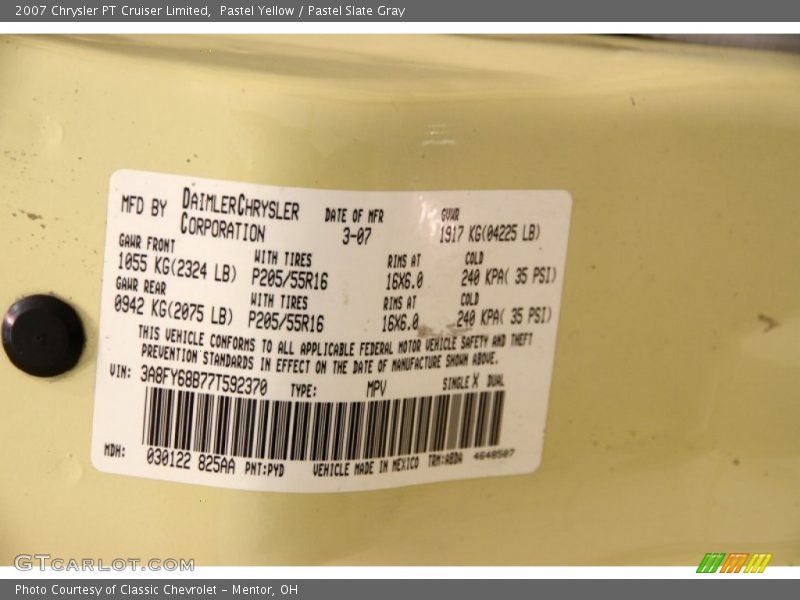 2007 Chrysler PT Cruiser Limited,  Pastel Yellow / Pastel Slate Gray
MFD BY DAIMLERCHRYSLER CORPORATION DATE OF MFR 3-07 GVWR 1917 KG(04225 LB)
GAWR FRONT WITH TIRES RIMS AT COLD
1055 KG(2324 LB) P205/55R16 16X6.0 240 KPA( 35 PSI)
GAWR REAR WITH TIRES RIMS AT COLD
0942 KG(2075 LB) P205/55R16 16X6.0 240 KPA( 35 PSI)
THIS VEHICLE CONFORMS TO ALL APPLICABLE FEDERAL MOTOR VEHICLE SAFETY AND THEFT
PREVENTION STANDARDS IN EFFECT ON THE DATE OF MANUFACTURE SHOWN ABOVE.
VIN: 3A8FY68B77T592370 TYPE: MPV SINGLE X DUAL
MDH: 030122 825AA PNT:PYD VEHICLE MADE IN MEXICO TRM:ABDA 4648507
GTCARLOT.COM
Photo Courtesy of Classic Chevrolet - Mentor, OH